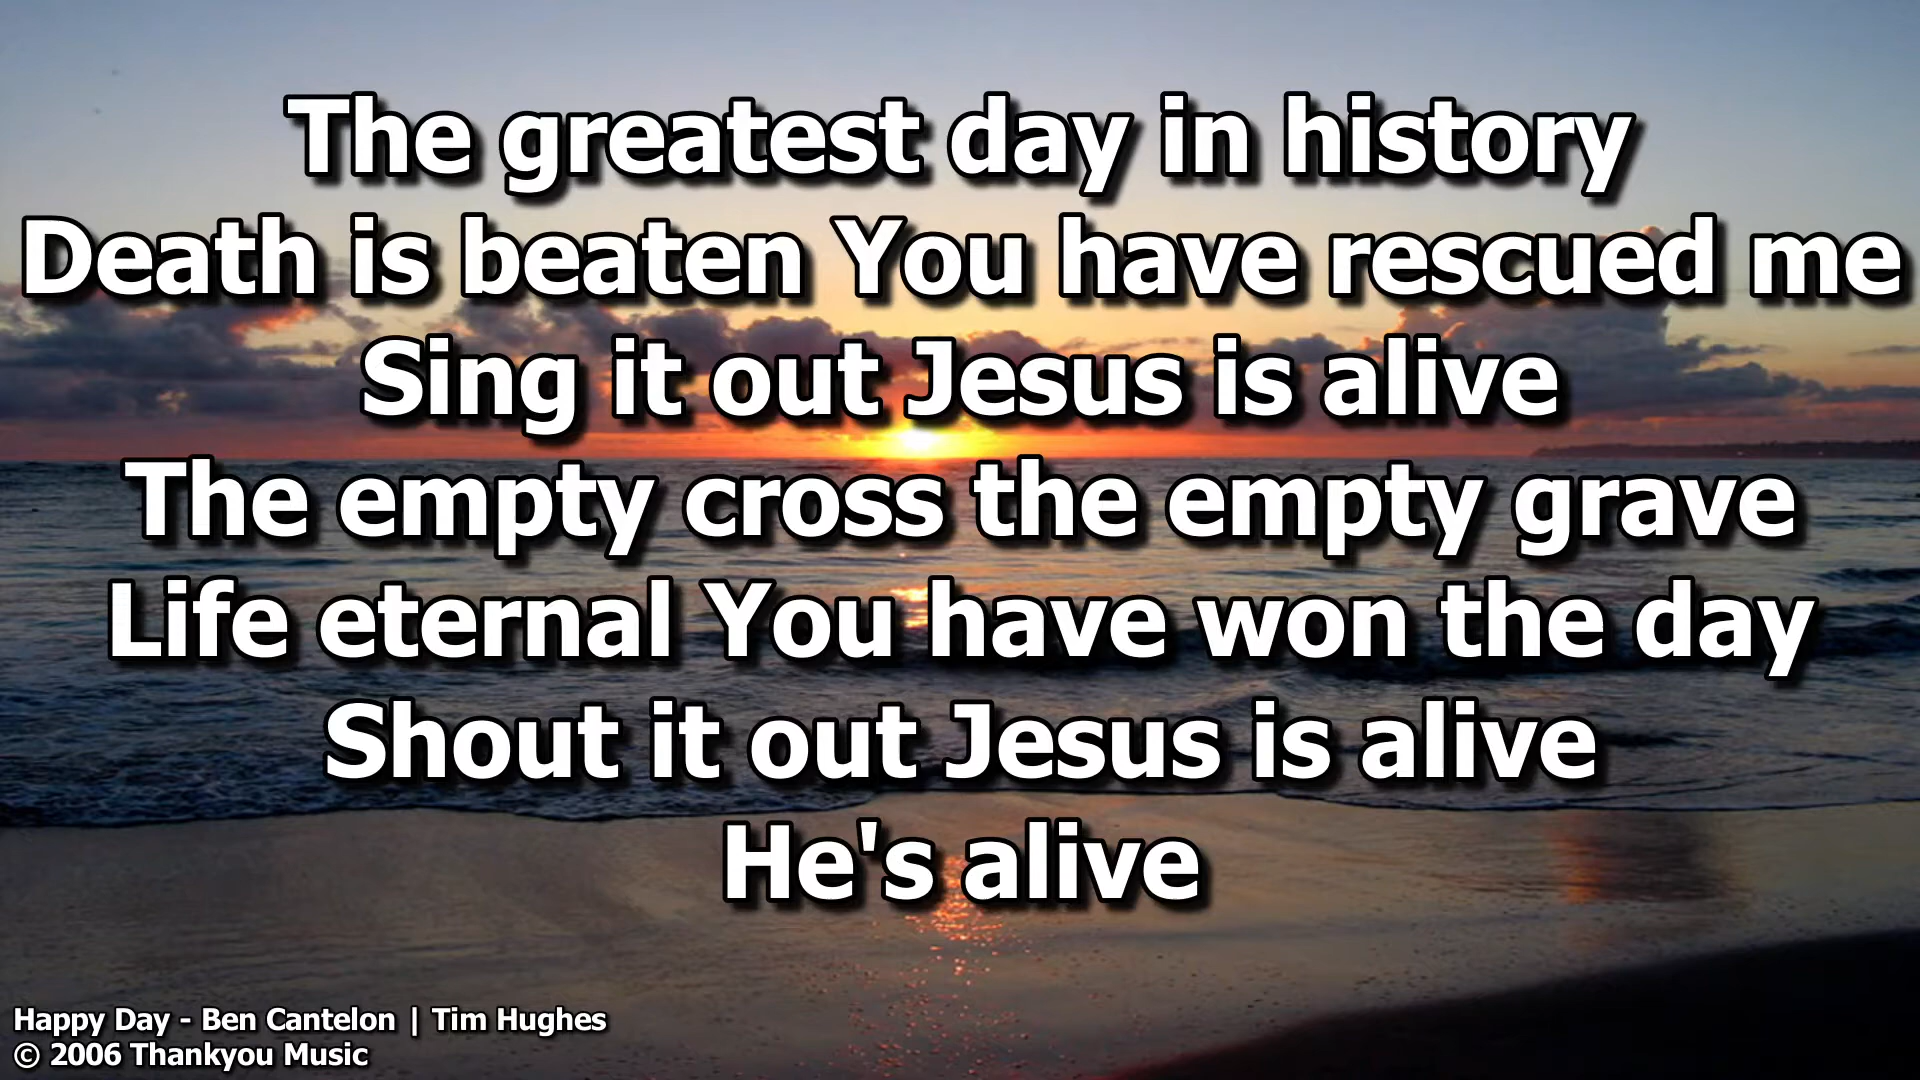 The greatest day in history
Death is beaten You have rescued me
Sing it out Jesus is alive
The empty cross the empty grave
Life eternal You have won the day
Shout it out Jesus is alive
He's alive
Happy Day - Ben Cantelon | Tim Hughes
© 2006 Thankyou Music